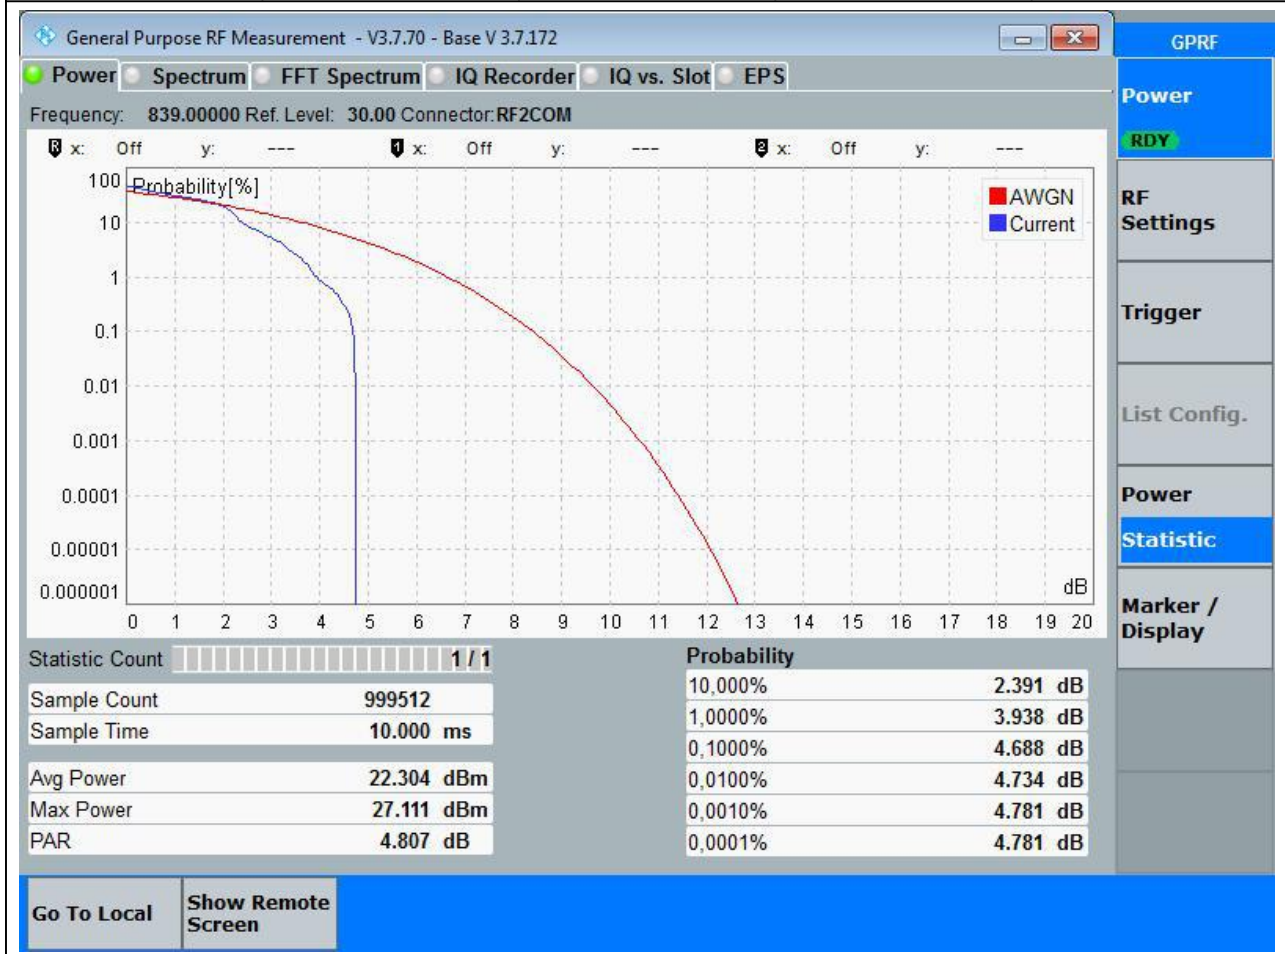 General Purpose RF Measurement - V3.7.70 - Base V 3.7.172
GPRF
Power Spectrum FFT Spectrum IQ Recorder IQ vs. Slot EPS
Power
RDY
Frequency: 839.00000 Ref. Level: 30.00 Connector:RF2COM
R x: Off y: --- 1 x: Off y: --- 2 x: Off y: ---
Probability[%]
100
10
1
0.1
0.01
0.001
0.0001
0.00001
0.000001
AWGN
Current
dB
0 1 2 3 4 5 6 7 8 9 10 11 12 13 14 15 16 17 18 19 20
RF
Settings
Trigger
List Config.
Power
Statistic
Marker /
Display
Statistic Count 1 / 1
Sample Count 999512
Sample Time 10.000 ms
Avg Power 22.304 dBm
Max Power 27.111 dBm
PAR 4.807 dB
Probability
10,000% 2.391 dB
1,0000% 3.938 dB
0,1000% 4.688 dB
0,0100% 4.734 dB
0,0010% 4.781 dB
0,0001% 4.781 dB
Go To Local
Show Remote
Screen